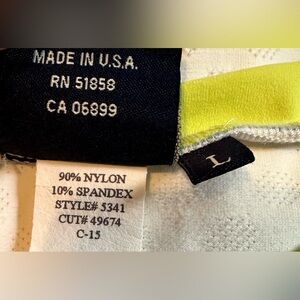 MADE IN U.S.A.
RN 51858
CA 06899
L
90% NYLON
10% SPANDEX
STYLE# 5341
CUT# 49674
C-15